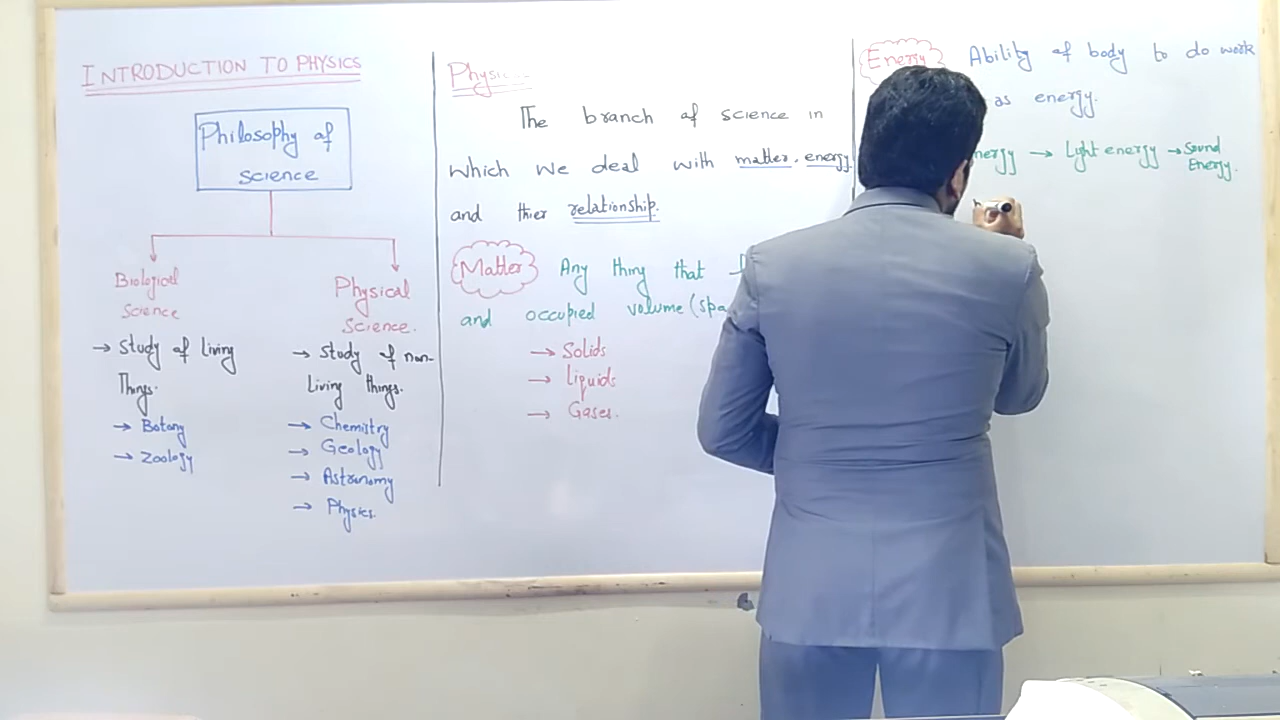 INTRODUCTION TO PHYSICS
Philosophy of
science
Biological
Science
→ Study of Living
Things.
→ Botany
→ Zoology
Physical
Science.
→ Study of non-
Living things.
→ Chemistry
→ Geology
→ Astronomy
→ Physics.
Physic
The branch of science in
which we deal with matter, energy
and thier relationship.
Matter Any thing that
and occupied volume (spa
→ Solids
→ Liquids
→ Gases.
Energy Ability of body to do work
as energy.
nergy → Light energy → Sound
Energy.